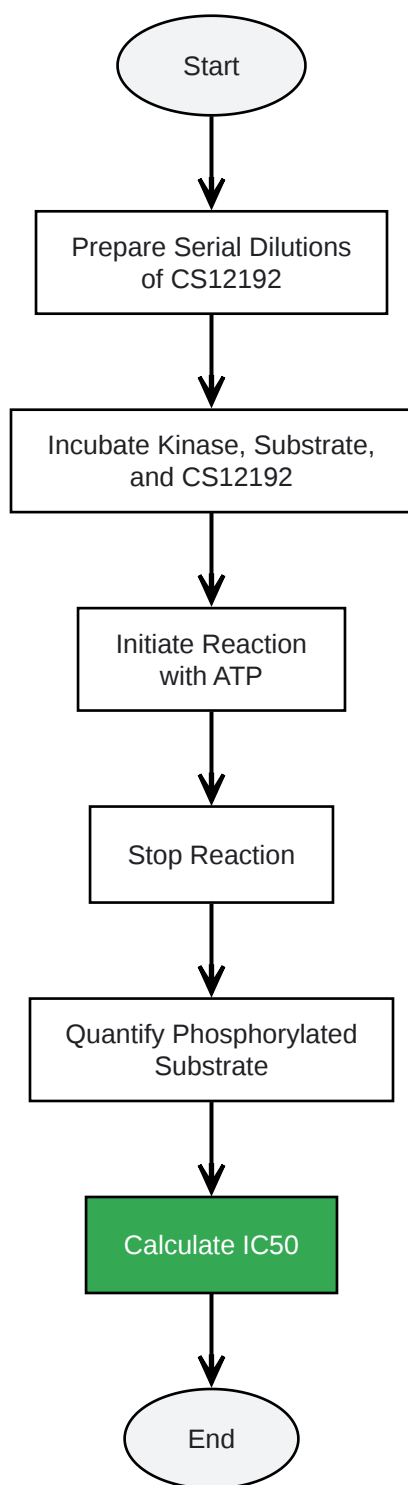 Start
Prepare Serial Dilutions
of CS12192
Incubate Kinase, Substrate,
and CS12192
Initiate Reaction
with ATP
Stop Reaction
Quantify Phosphorylated
Substrate
Calculate IC50
End